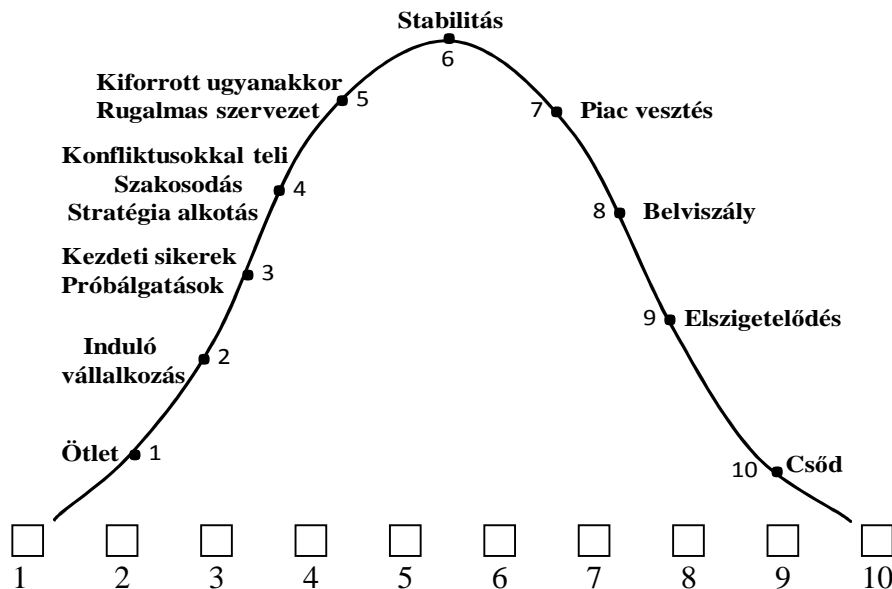 Stabilitás
6
Kiforrott ugyanakkor
Rugalmas szervezet
5
7
Piac vesztés
Konfliktusokkal teli
Szakosodás
Stratégia alkotás
4
8
Belviszály
Kezdeti sikerek
Próbálgatások
3
9
Elszigetelődés
Induló
vállalkozás
2
Ötlet
1
10
Csőd
1 2 3 4 5 6 7 8 9 10